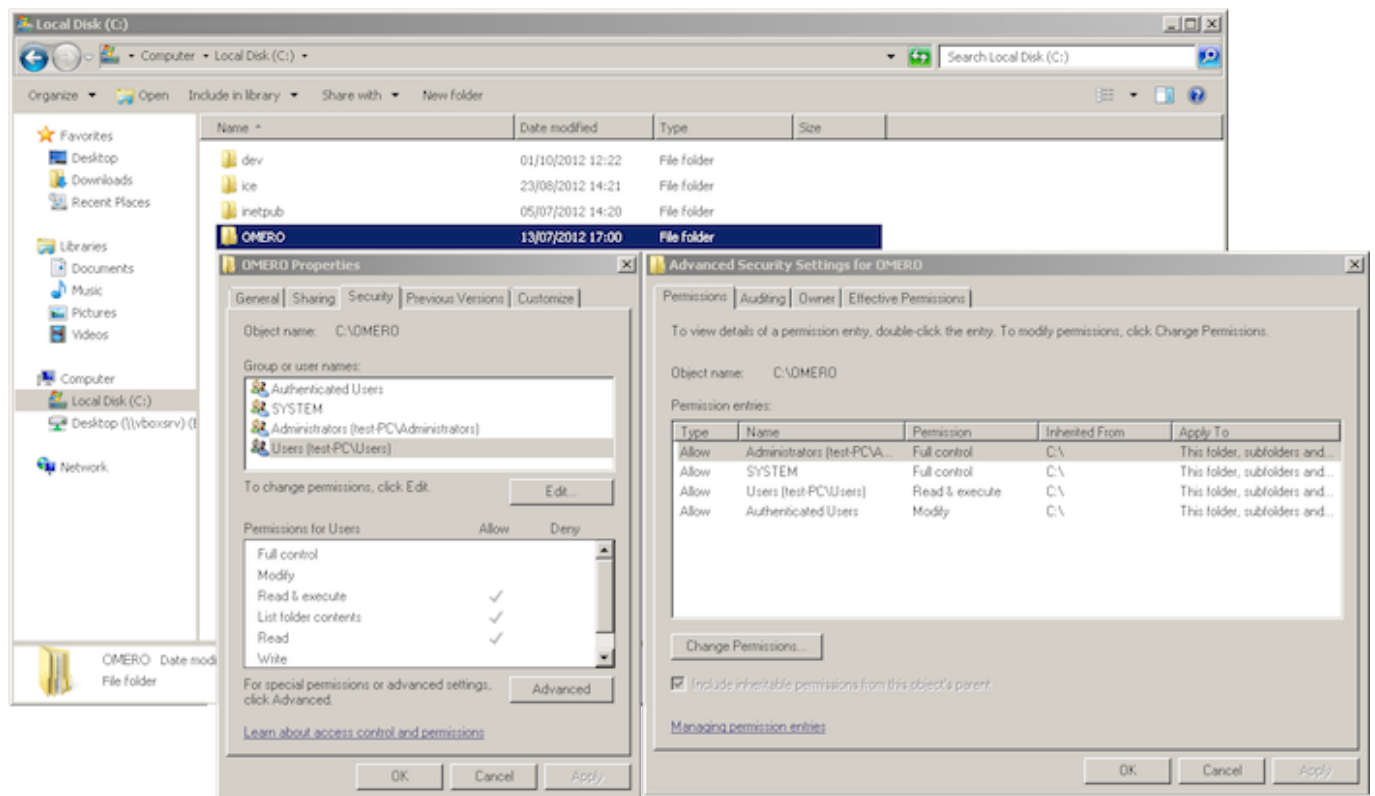 Local Disk (C:)
Computer Local Disk (C:)
Search Local Disk (C:)
Organize Open Include in library Share with New folder
Favorites
Desktop
Downloads
Recent Places
Libraries
Documents
Music
Pictures
Videos
Computer
Local Disk (C:)
Desktop (\\vboxsrv) (
Network
Name Date modified Type Size
dev 01/10/2012 12:22 File folder
ice 23/08/2012 14:21 File folder
inetpub 05/07/2012 14:20 File folder
OMERO 13/07/2012 17:00 File folder
OMERO Date modi
File folder
OMERO Properties
General Sharing Security Previous Versions Customize
Object name: C:\OMERO
Group or user names:
Authenticated Users
SYSTEM
Administrators (test-PC\Administrators)
Users (test-PC\Users)
To change permissions, click Edit.
Edit...
Permissions for Users Allow Deny
Full control
Modify
Read & execute
List folder contents
Read
Write
For special permissions or advanced settings,
click Advanced.
Advanced
Learn about access control and permissions
OK Cancel Apply
Advanced Security Settings for OMERO
Permissions Auditing Owner Effective Permissions
To view details of a permission entry, double-click the entry. To modify permissions, click Change Permissions.
Object name: C:\OMERO
Permission entries:
Type Name Permission Inherited From Apply To
Allow Administrators (test-PC\A... Full control C:\ This folder, subfolders and...
Allow SYSTEM Full control C:\ This folder, subfolders and...
Allow Users (test-PC\Users) Read & execute C:\ This folder, subfolders and...
Allow Authenticated Users Modify C:\ This folder, subfolders and...
Change Permissions...
Include inheritable permissions from this object's parent
Managing permission entries
OK Cancel Apply